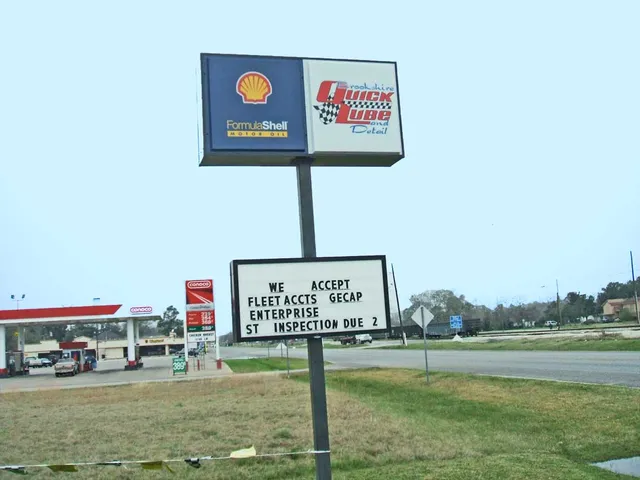 FormulaShell
MOTOR OIL
Brookshire
QUICK
LUBE
and
Detail
WE ACCEPT
FLEET ACCTS GECAP
ENTERPRISE
ST INSPECTION DUE 2
conoco
conoco